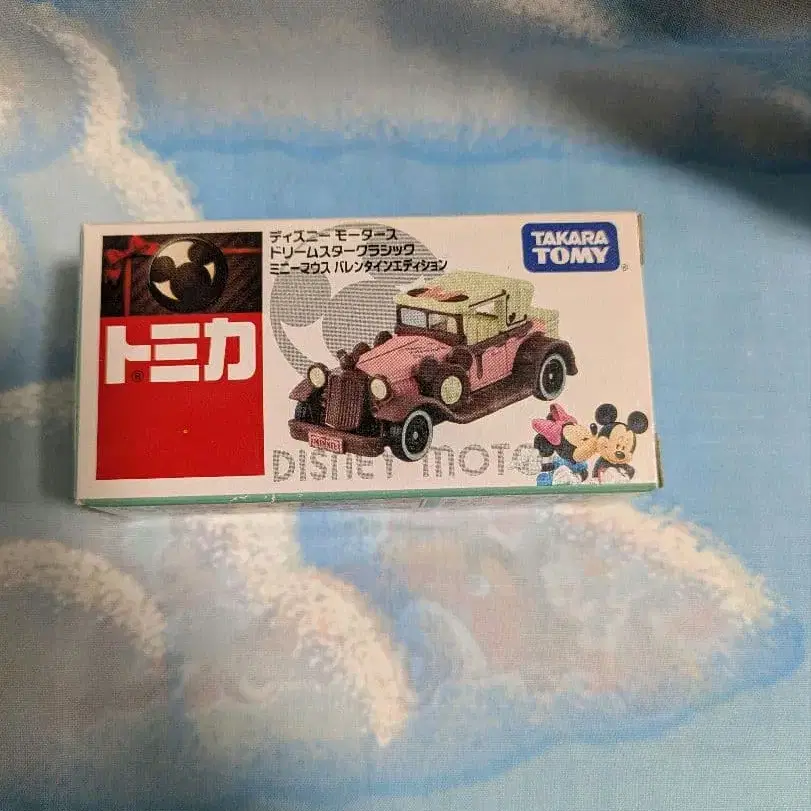 ディズニー モータース
ドリームスタークラシック
ミニーマウス バレンタインエディション
TAKARA
TOMY
®
トミカ
®
MINNIE
DISNEY MOTO